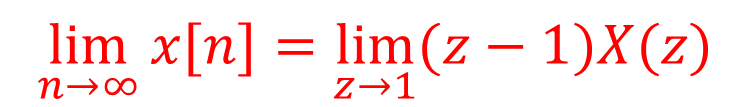 lim x[n] = lim(z − 1)X(z)
n→∞ z→1